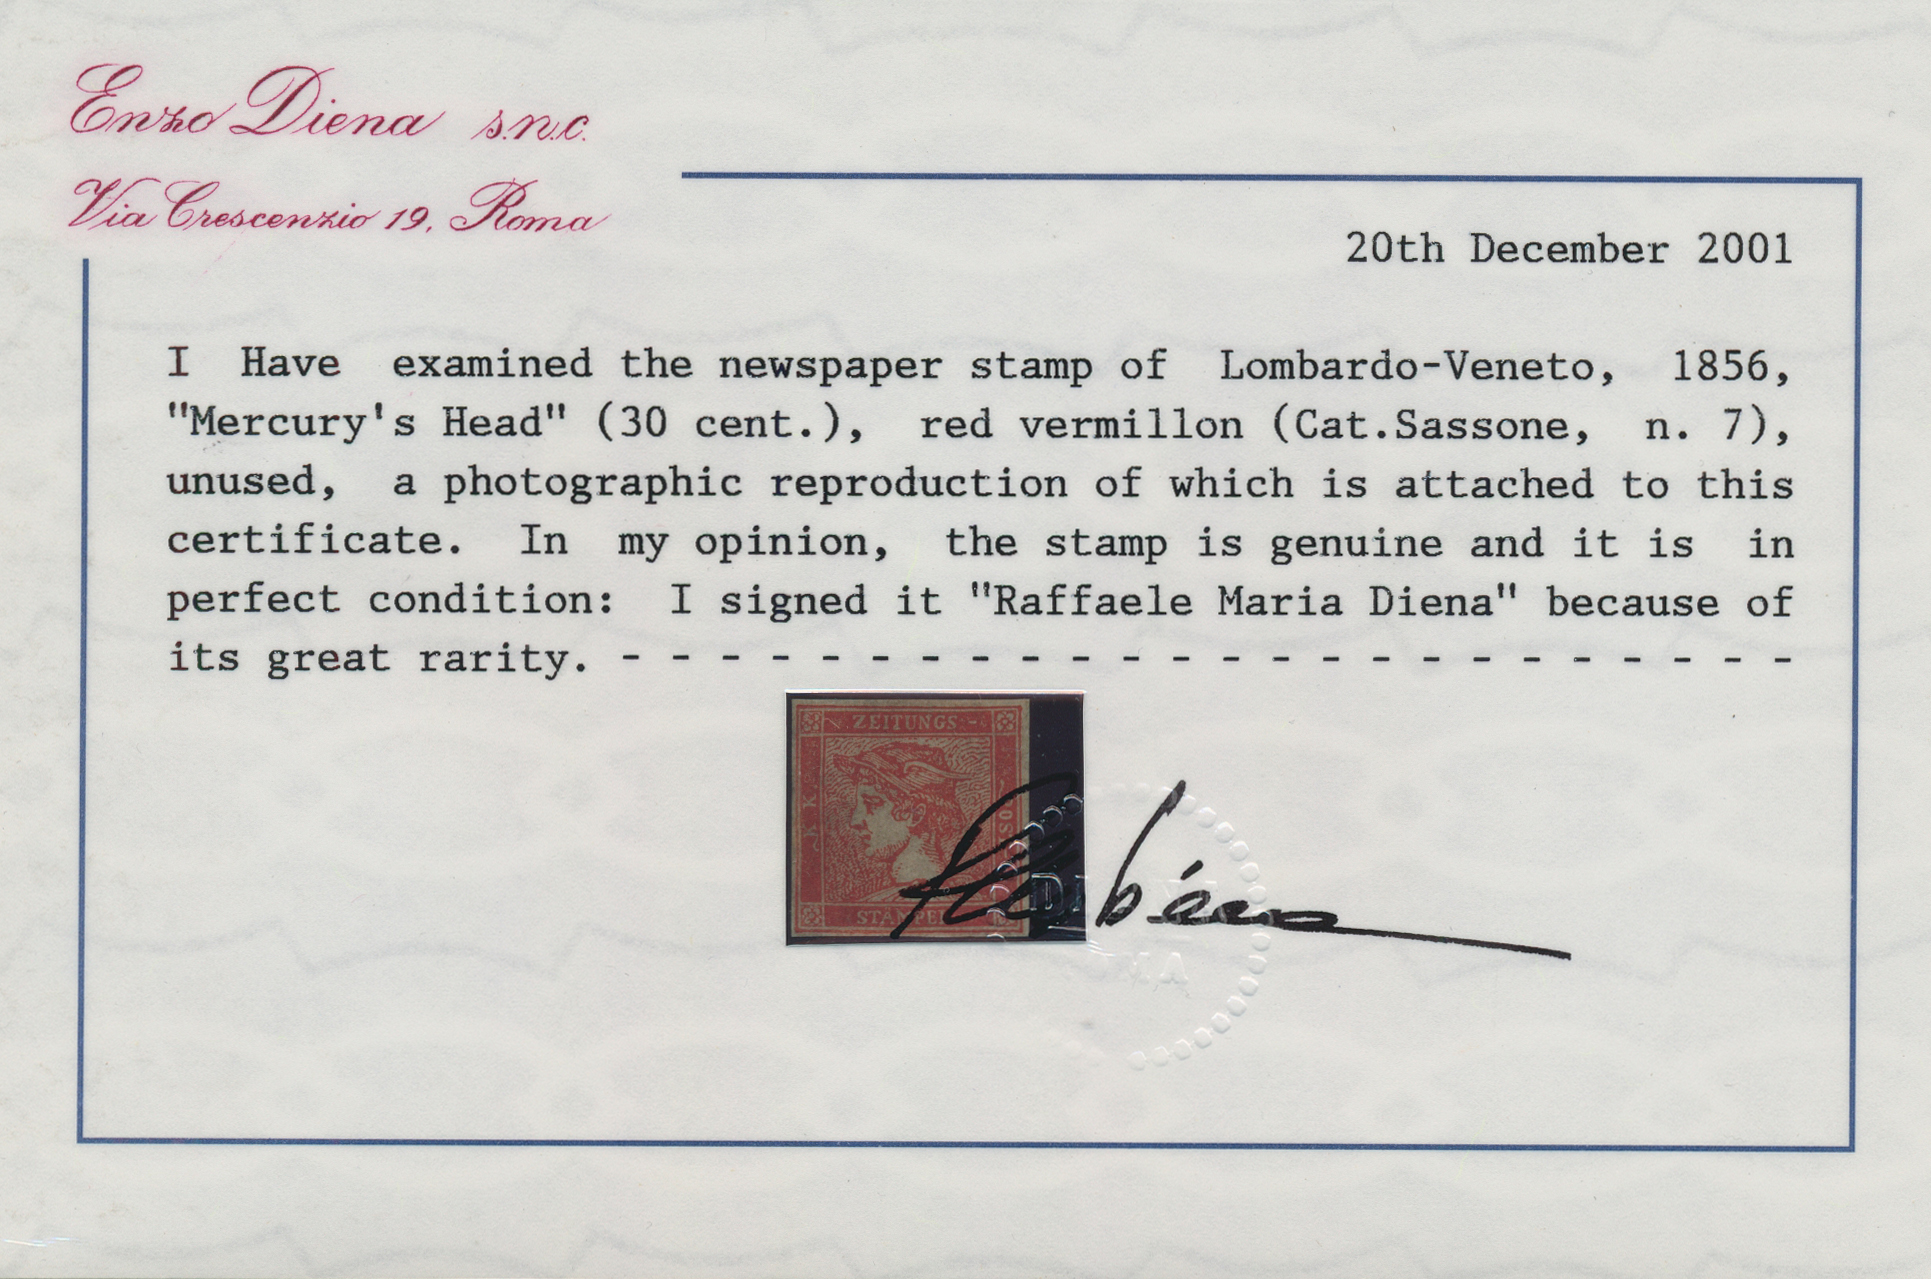 Enzo Diena s.n.c.
Via Crescenzio 19, Roma
20th December 2001
I Have examined the newspaper stamp of Lombardo-Veneto, 1856,
"Mercury's Head" (30 cent.), red vermillon (Cat.Sassone, n. 7),
unused, a photographic reproduction of which is attached to this
certificate. In my opinion, the stamp is genuine and it is in
perfect condition: I signed it "Raffaele Maria Diena" because of
its great rarity. - - - - - - - - - - - - - - - - - - - - - - - -
ZEITUNGS
K.K.